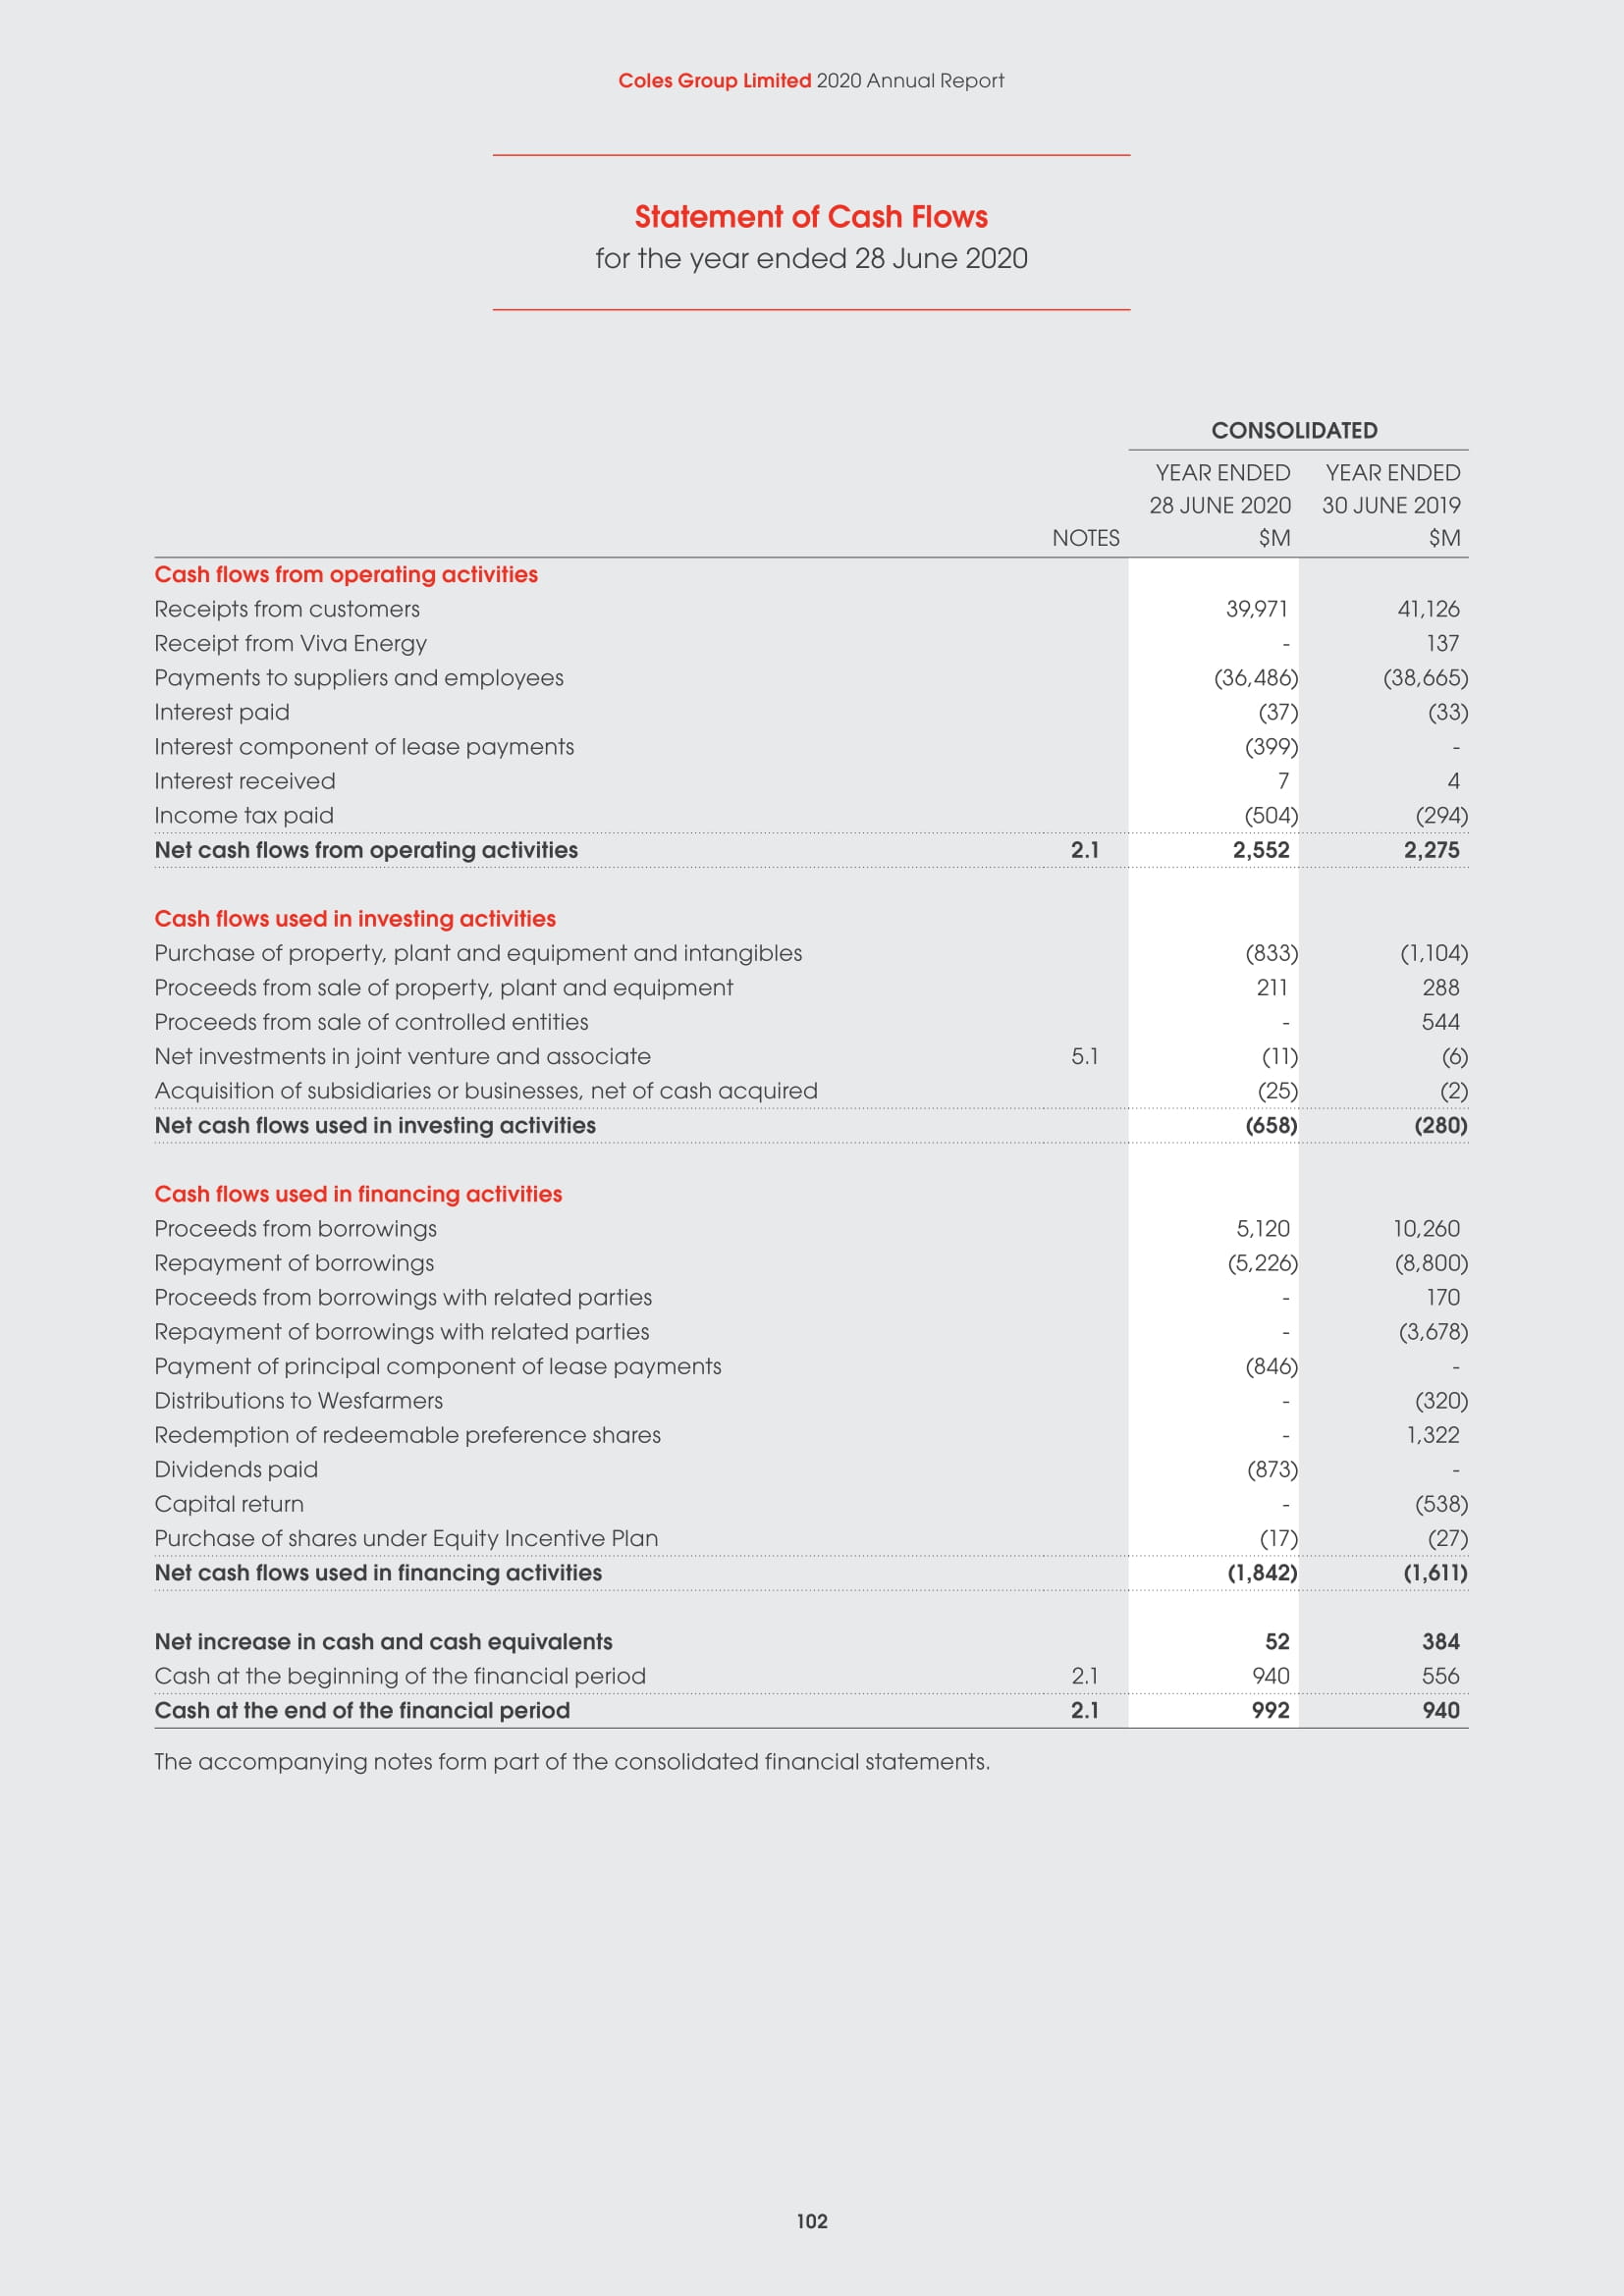 Coles Group Limited 2020 Annual Report
Statement of Cash Flows
for the year ended 28 June 2020
CONSOLIDATED
YEAR ENDED YEAR ENDED
28 JUNE 2020 30 JUNE 2019
NOTES $M $M
Cash flows from operating activities
Receipts from customers 39,971 41,126
Receipt from Viva Energy - 137
Payments to suppliers and employees (36,486) (38,665)
Interest paid (37) (33)
Interest component of lease payments (399) -
Interest received 7 4
Income tax paid (504) (294)
Net cash flows from operating activities 2.1 2,552 2,275
Cash flows used in investing activities
Purchase of property, plant and equipment and intangibles (833) (1,104)
Proceeds from sale of property, plant and equipment 211 288
Proceeds from sale of controlled entities - 544
Net investments in joint venture and associate 5.1 (11) (6)
Acquisition of subsidiaries or businesses, net of cash acquired (25) (2)
Net cash flows used in investing activities (658) (280)
Cash flows used in financing activities
Proceeds from borrowings 5,120 10,260
Repayment of borrowings (5,226) (8,800)
Proceeds from borrowings with related parties - 170
Repayment of borrowings with related parties - (3,678)
Payment of principal component of lease payments (846) -
Distributions to Wesfarmers - (320)
Redemption of redeemable preference shares - 1,322
Dividends paid (873) -
Capital return - (538)
Purchase of shares under Equity Incentive Plan (17) (27)
Net cash flows used in financing activities (1,842) (1,611)
Net increase in cash and cash equivalents 52 384
Cash at the beginning of the financial period 2.1 940 556
Cash at the end of the financial period 2.1 992 940
The accompanying notes form part of the consolidated financial statements.
102